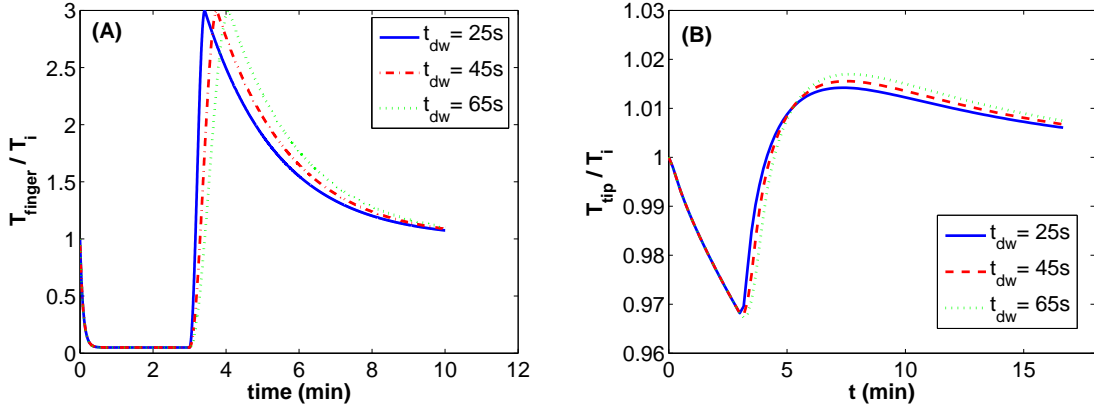 (A)
t_dw = 25s
t_dw = 45s
t_dw = 65s
T_finger / T_i
3
2.5
2
1.5
1
0.5
0
0 2 4 6 8 10 12
time (min)
(B)
T_tip / T_i
1.03
1.02
1.01
1
0.99
0.98
0.97
0.96
t_dw = 25s
t_dw = 45s
t_dw = 65s
0 5 10 15
t (min)